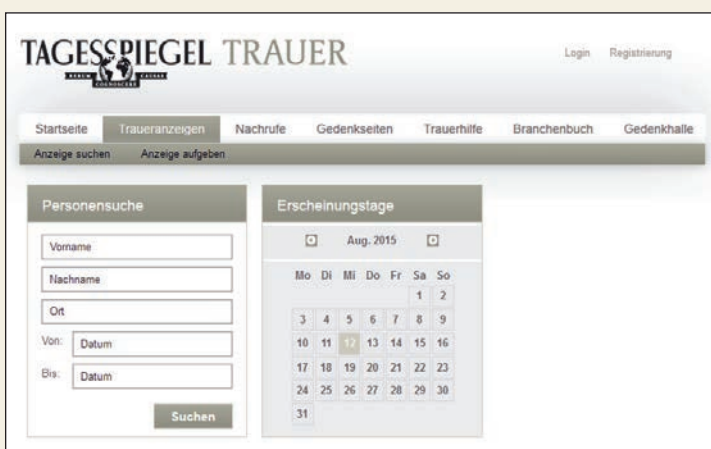 TAGESSPIEGEL TRAUER
RERUM CAUSAS
COGNOSCERE
Login Registrierung
Startseite Traueranzeigen Nachrufe Gedenkseiten Trauerhilfe Branchenbuch Gedenkhalle
Anzeige suchen Anzeige aufgeben
Personensuche
Vorname
Nachname
Ort
Von: Datum
Bis: Datum
Suchen
Erscheinungstage
Aug. 2015
Mo Di Mi Do Fr Sa So
1 2
3 4 5 6 7 8 9
10 11 12 13 14 15 16
17 18 19 20 21 22 23
24 25 26 27 28 29 30
31